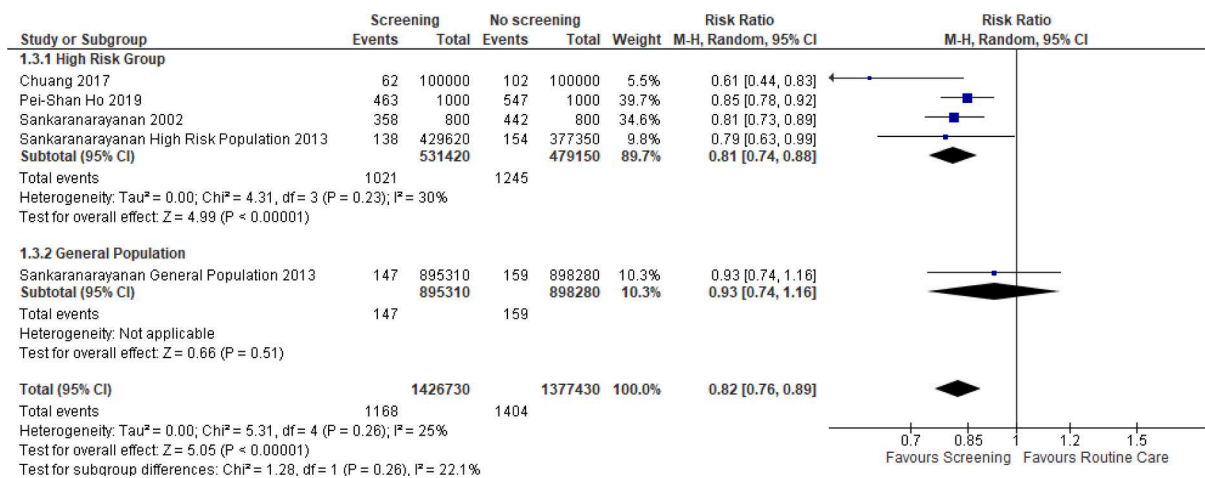 Screening No screening Risk Ratio Risk Ratio
Study or Subgroup Events Total Events Total Weight M-H, Random, 95% CI M-H, Random, 95% CI
1.3.1 High Risk Group
Chuang 2017 62 100000 102 100000 5.5% 0.61 [0.44, 0.83]
Pei-Shan Ho 2019 463 1000 547 1000 39.7% 0.85 [0.78, 0.92]
Sankaranarayanan 2002 358 800 442 800 34.6% 0.81 [0.73, 0.89]
Sankaranarayanan High Risk Population 2013 138 429620 154 377350 9.8% 0.79 [0.63, 0.99]
Subtotal (95% CI) 531420 479150 89.7% 0.81 [0.74, 0.88]
Total events 1021 1245
Heterogeneity: Tau² = 0.00; Chi² = 4.31, df = 3 (P = 0.23); I² = 30%
Test for overall effect: Z = 4.99 (P < 0.00001)
1.3.2 General Population
Sankaranarayanan General Population 2013 147 895310 159 898280 10.3% 0.93 [0.74, 1.16]
Subtotal (95% CI) 895310 898280 10.3% 0.93 [0.74, 1.16]
Total events 147 159
Heterogeneity: Not applicable
Test for overall effect: Z = 0.66 (P = 0.51)
Total (95% CI) 1426730 1377430 100.0% 0.82 [0.76, 0.89]
Total events 1168 1404
Heterogeneity: Tau² = 0.00; Chi² = 5.31, df = 4 (P = 0.26); I² = 25%
Test for overall effect: Z = 5.05 (P < 0.00001)
Test for subgroup differences: Chi² = 1.28, df = 1 (P = 0.26), I² = 22.1%
0.7 0.85 1 1.2 1.5
Favours Screening Favours Routine Care